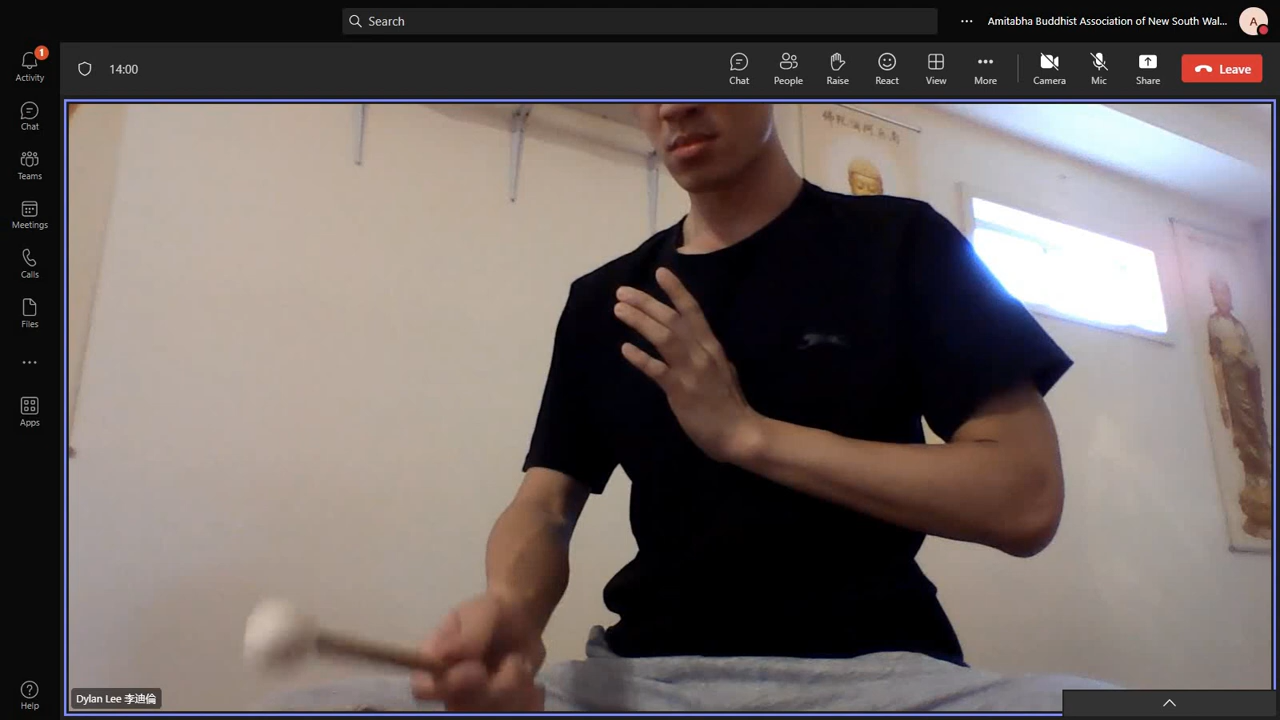 Search
Amitabha Buddhist Association of New South Wal...
A
1
Activity
14:00
Chat
People
Raise
React
View
More
Camera
Mic
Share
Leave
Chat
Teams
Meetings
Calls
Files
Apps
Help
Dylan Lee 李迪倫